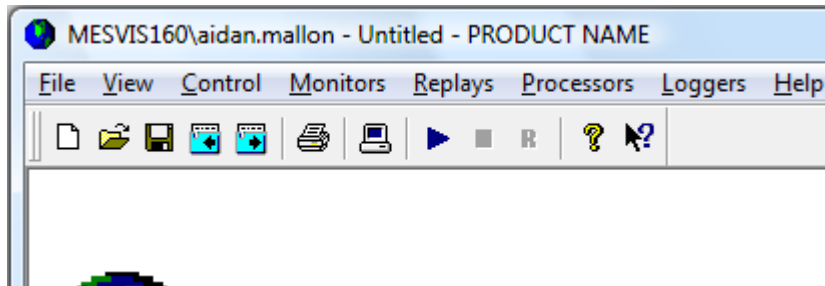 MESVIS160\aidan.mallon - Untitled - PRODUCT NAME
File View Control Monitors Replays Processors Loggers Help
R ? ?